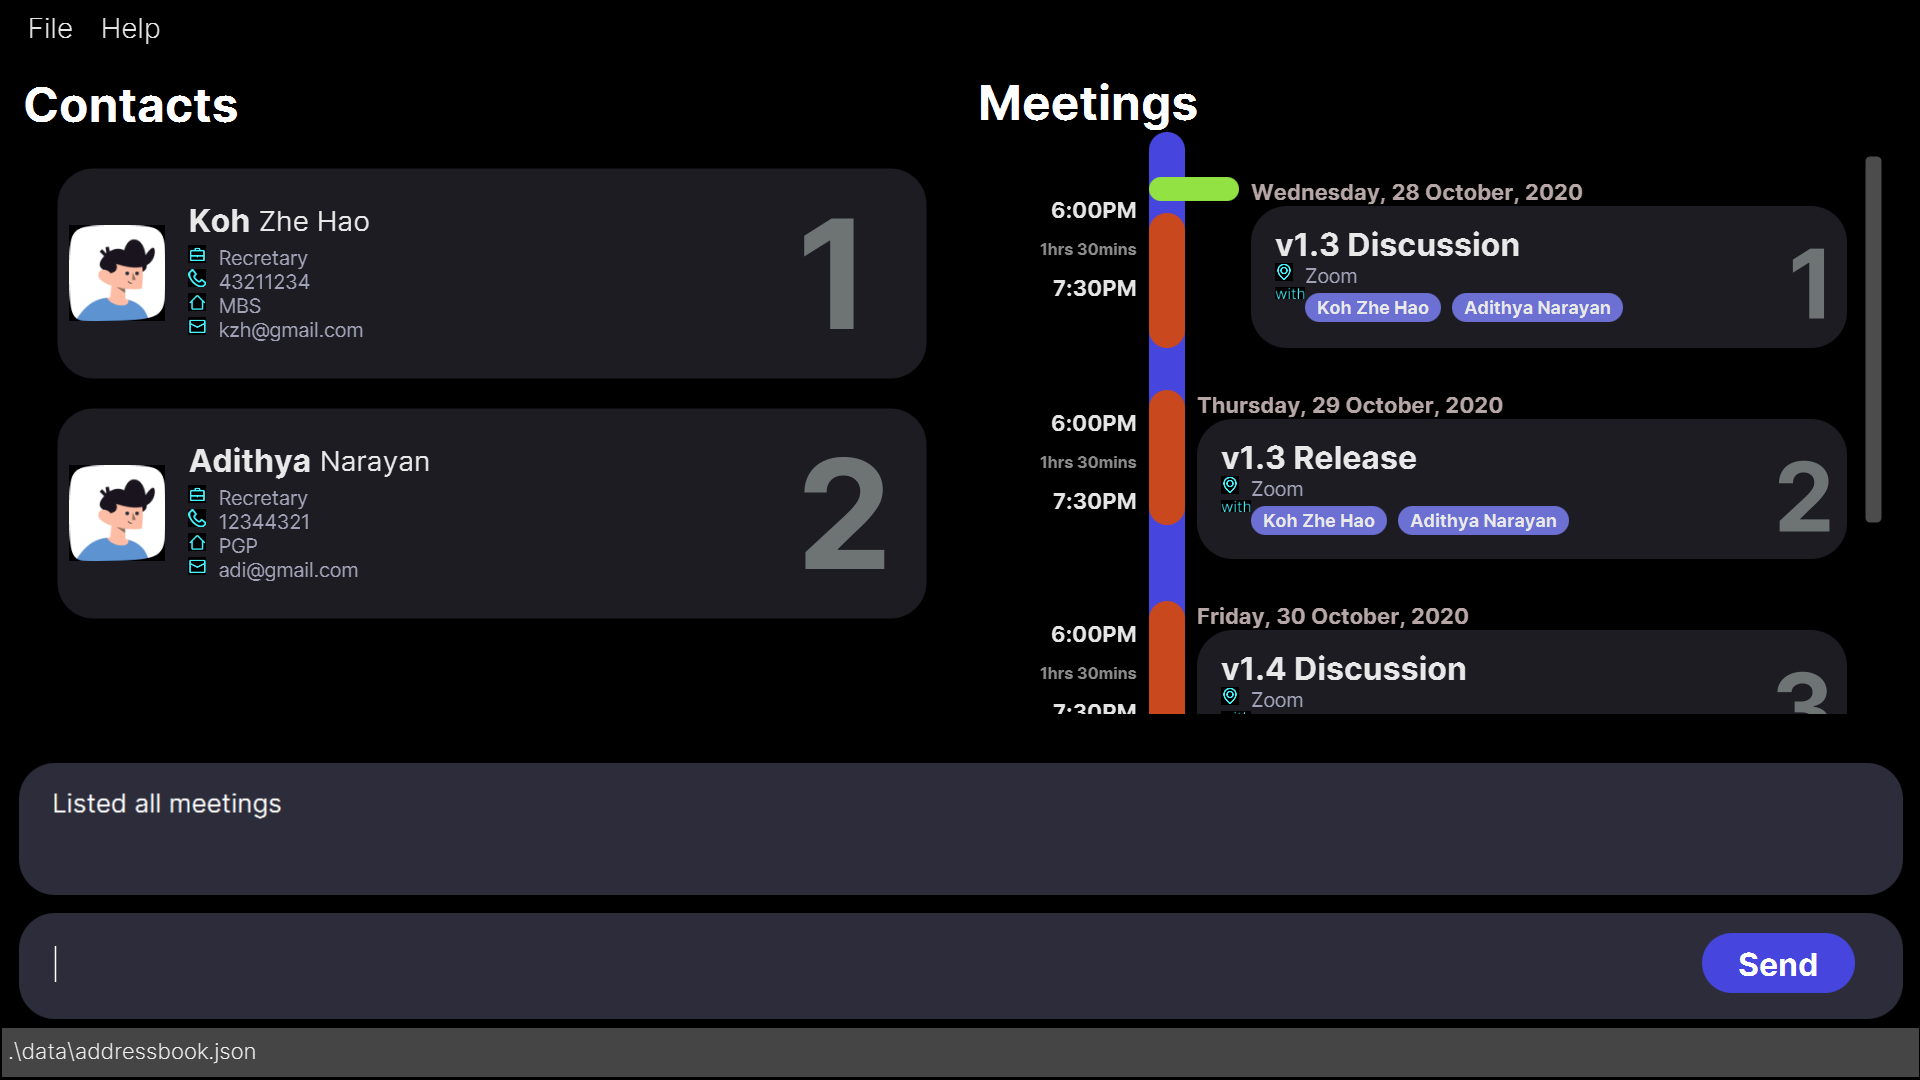 File Help
Contacts
Koh Zhe Hao
Recretary
43211234
MBS
kzh@gmail.com
1
Adithya Narayan
Recretary
12344321
PGP
adi@gmail.com
2
Meetings
Wednesday, 28 October, 2020
6:00PM
1hrs 30mins
7:30PM
v1.3 Discussion
Zoom
with Koh Zhe Hao Adithya Narayan
1
Thursday, 29 October, 2020
6:00PM
1hrs 30mins
7:30PM
v1.3 Release
Zoom
with Koh Zhe Hao Adithya Narayan
2
Friday, 30 October, 2020
6:00PM
1hrs 30mins
7:30PM
v1.4 Discussion
Zoom
3
Listed all meetings
Send
.\data\addressbook.json